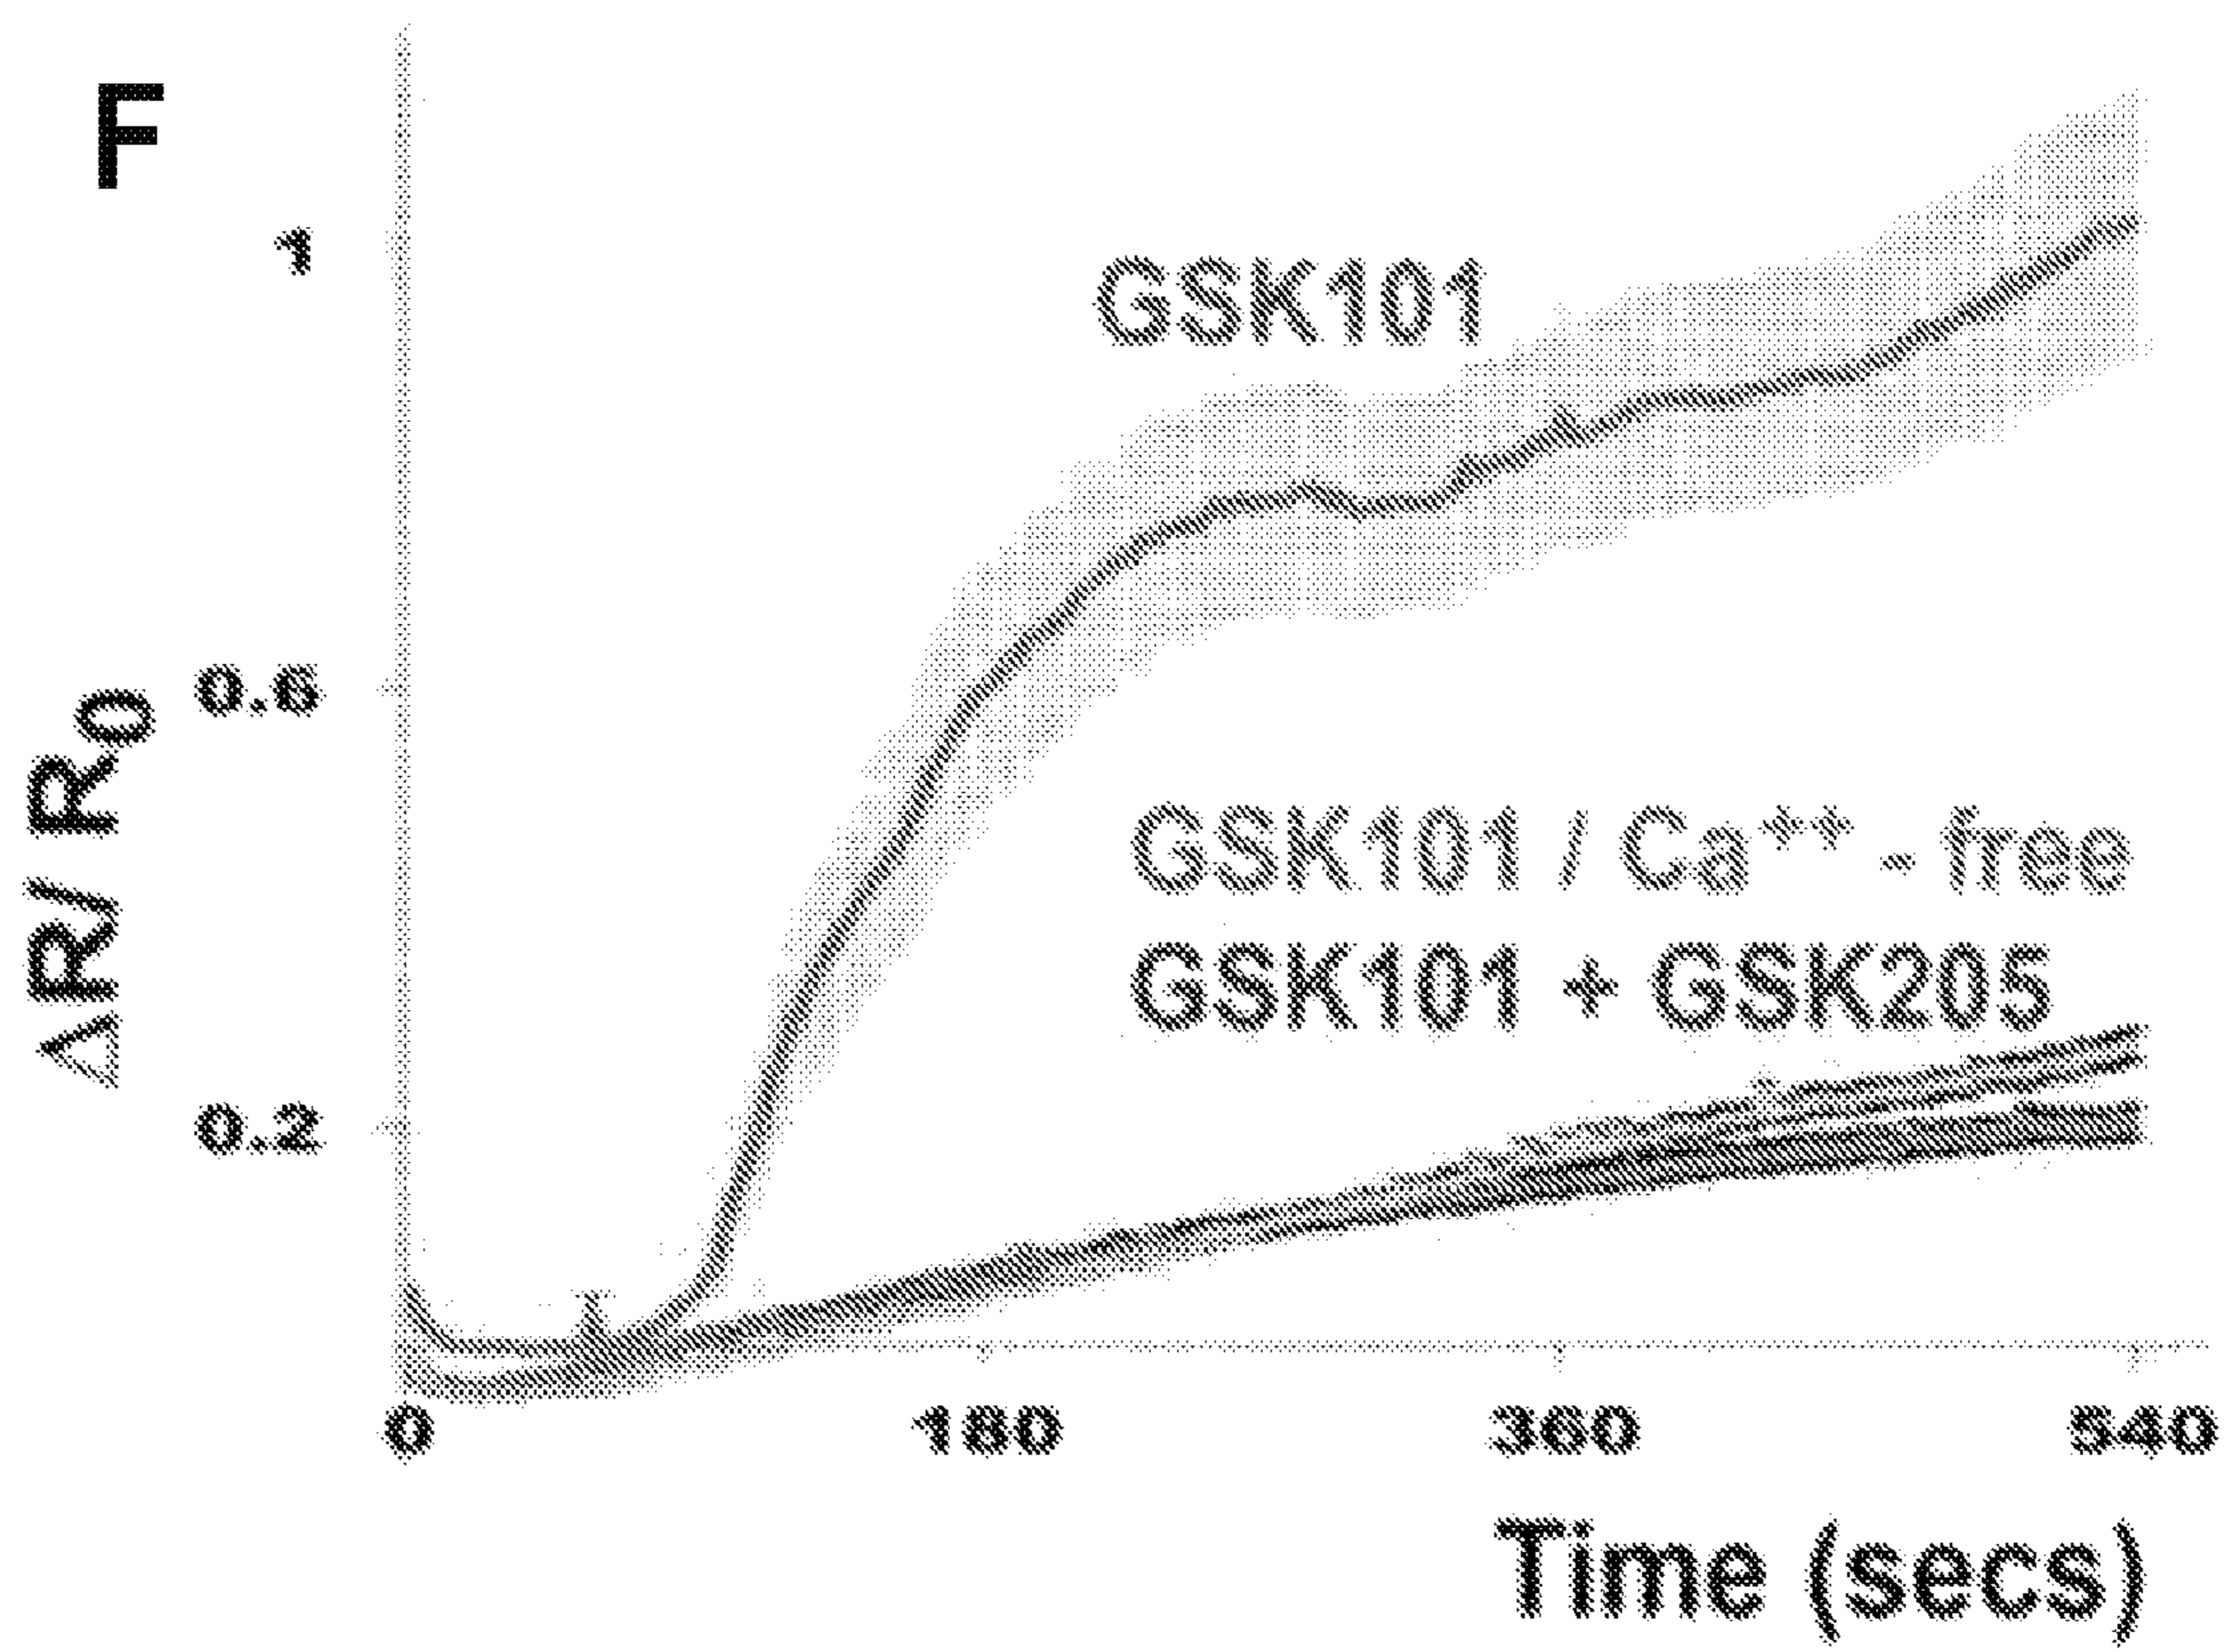 F
1
GSK101
0.6
ΔR/ R0
GSK101 / Ca++ - free
GSK101 + GSK205
0.2
0 180 360 540
Time (secs)